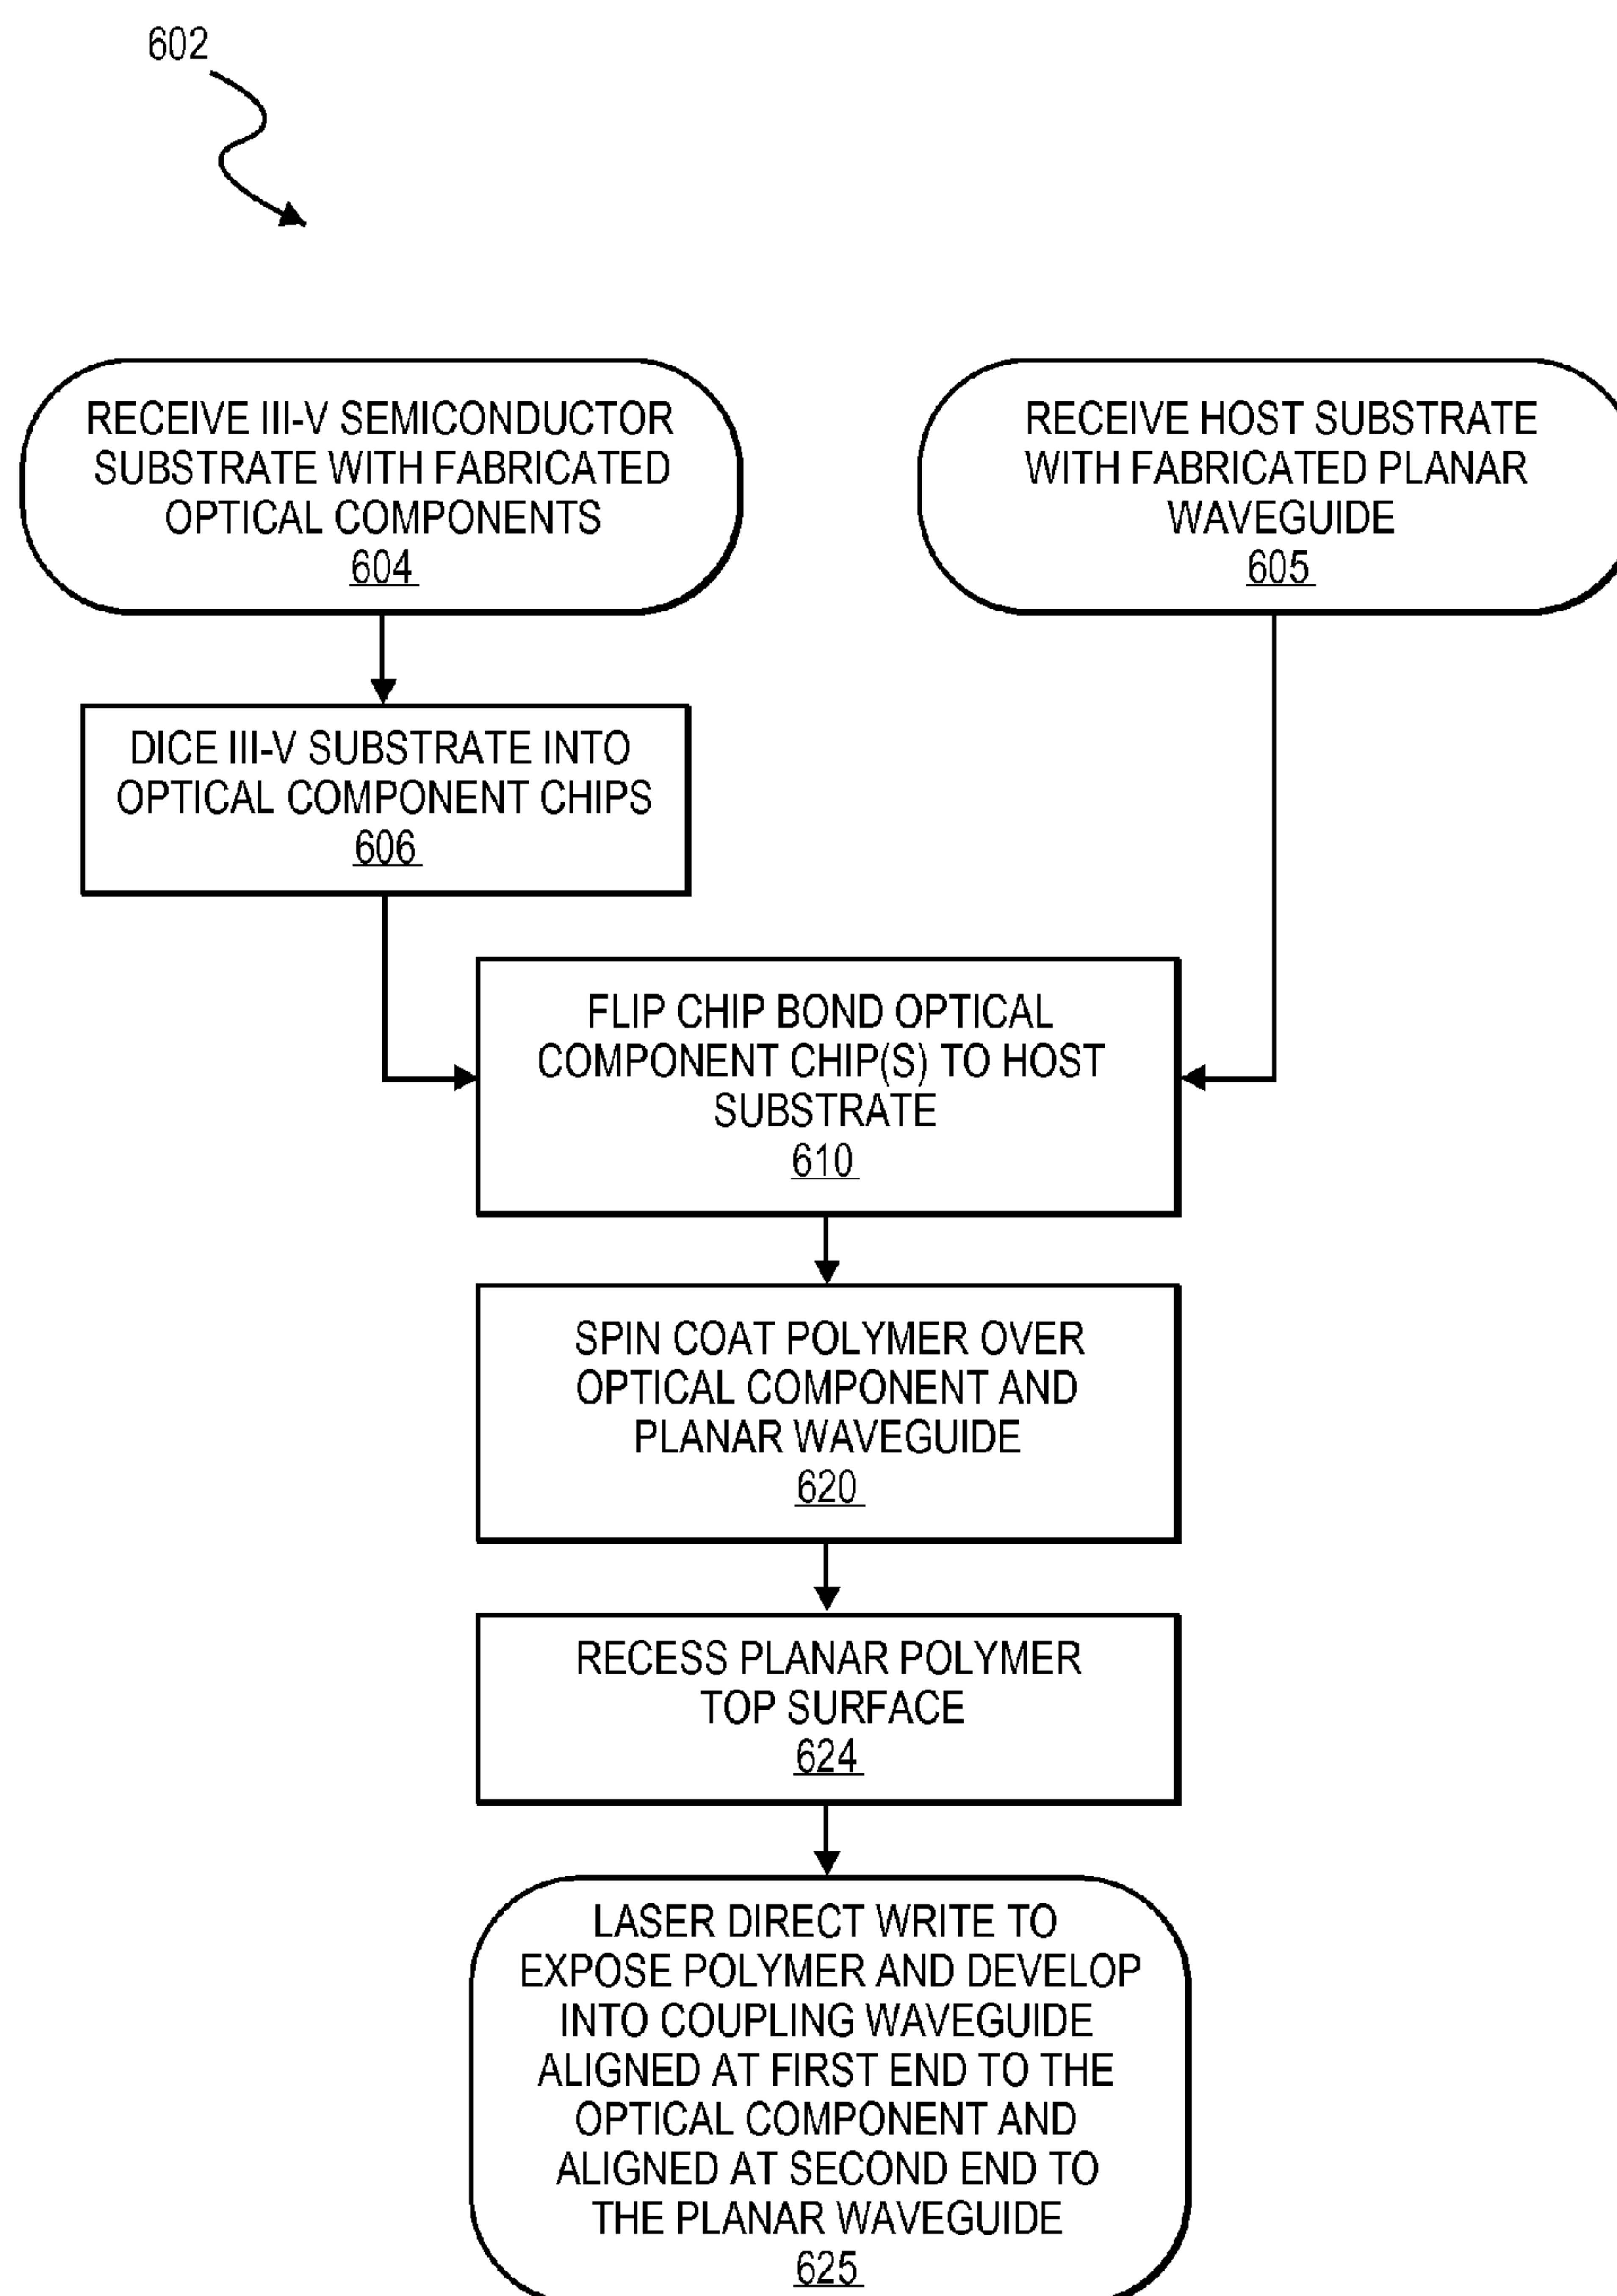 602
RECEIVE III-V SEMICONDUCTOR
SUBSTRATE WITH FABRICATED
OPTICAL COMPONENTS
604
RECEIVE HOST SUBSTRATE
WITH FABRICATED PLANAR
WAVEGUIDE
605
DICE III-V SUBSTRATE INTO
OPTICAL COMPONENT CHIPS
606
FLIP CHIP BOND OPTICAL
COMPONENT CHIP(S) TO HOST
SUBSTRATE
610
SPIN COAT POLYMER OVER
OPTICAL COMPONENT AND
PLANAR WAVEGUIDE
620
RECESS PLANAR POLYMER
TOP SURFACE
624
LASER DIRECT WRITE TO
EXPOSE POLYMER AND DEVELOP
INTO COUPLING WAVEGUIDE
ALIGNED AT FIRST END TO THE
OPTICAL COMPONENT AND
ALIGNED AT SECOND END TO
THE PLANAR WAVEGUIDE
625